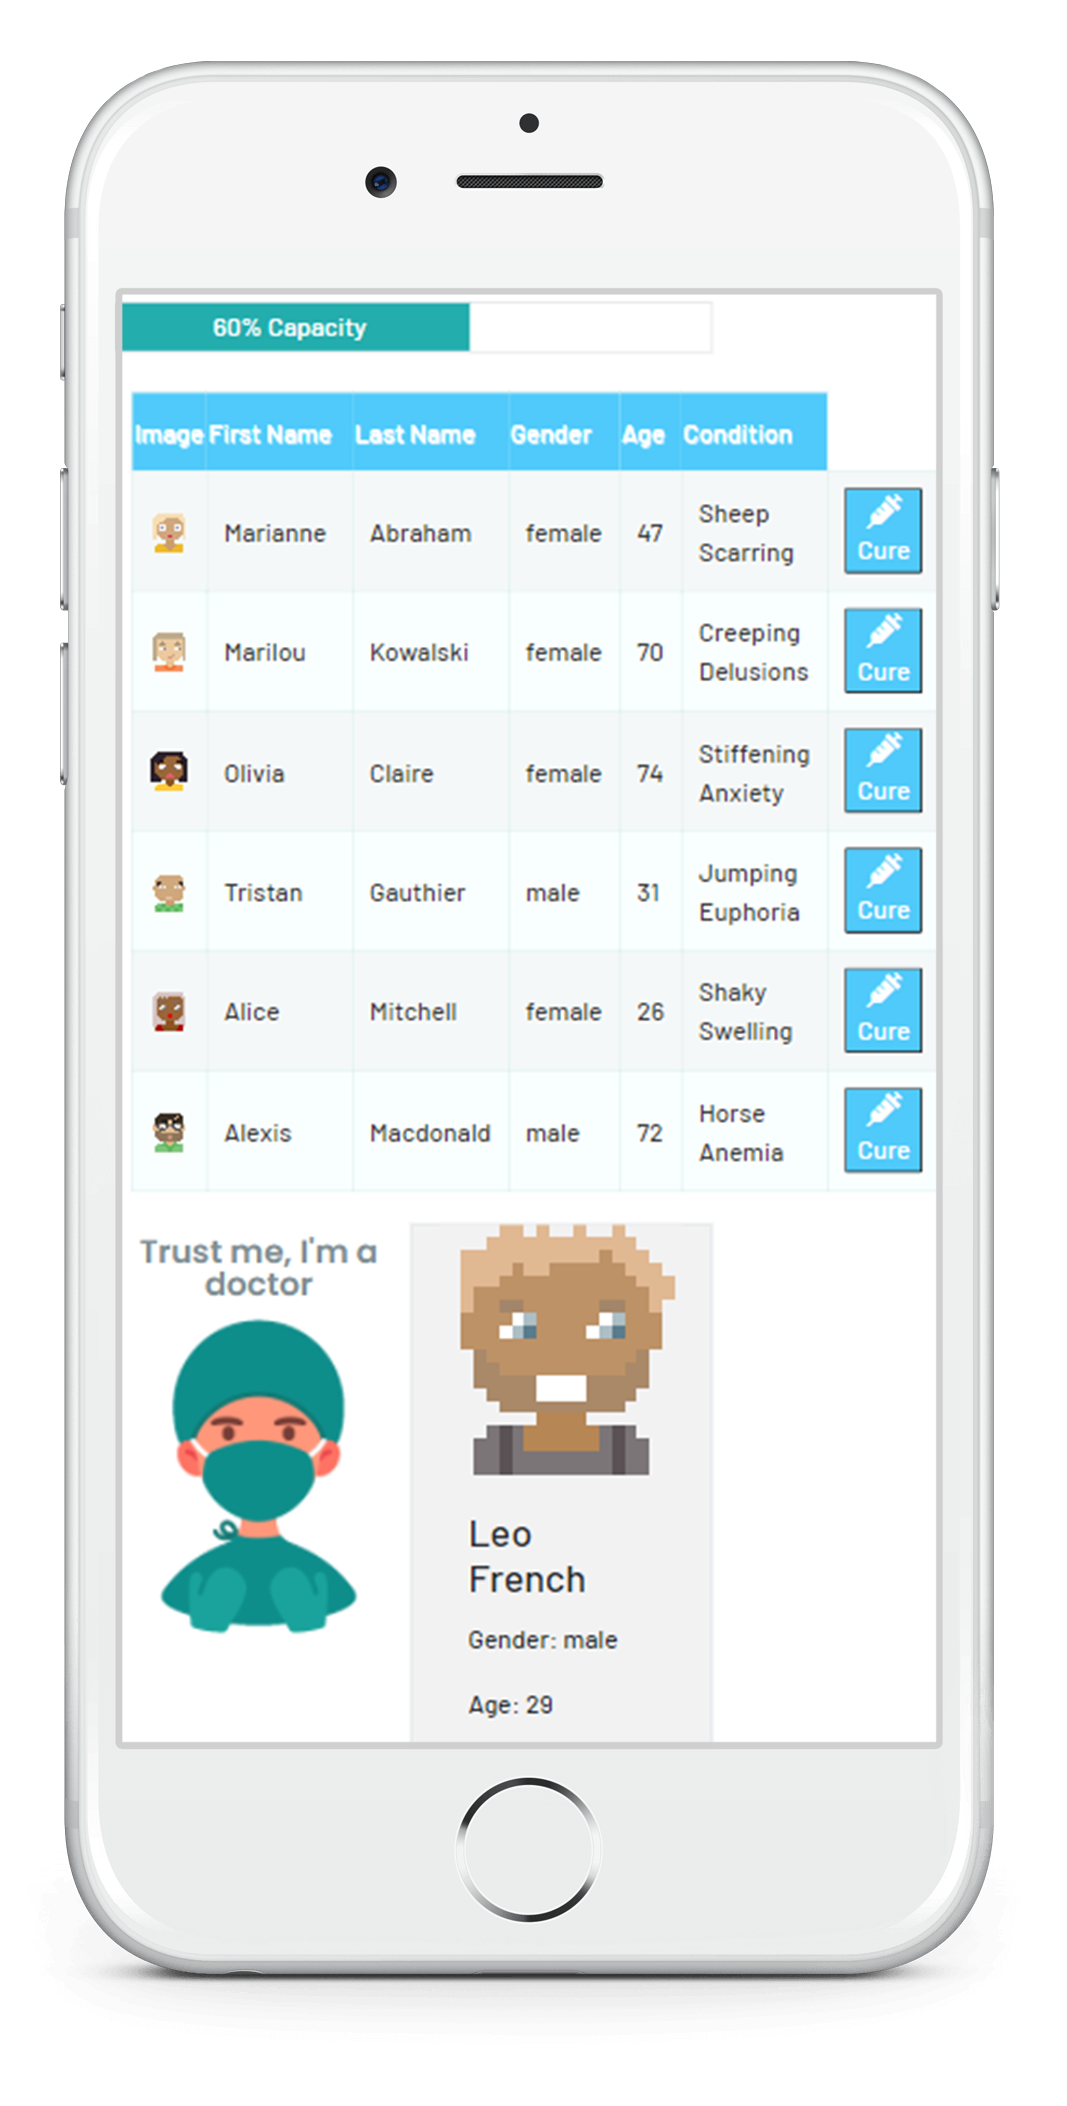 60% Capacity
Image First Name Last Name Gender Age Condition
Marianne Abraham female 47 Sheep Scarring Cure
Marilou Kowalski female 70 Creeping Delusions Cure
Olivia Claire female 74 Stiffening Anxiety Cure
Tristan Gauthier male 31 Jumping Euphoria Cure
Alice Mitchell female 26 Shaky Swelling Cure
Alexis Macdonald male 72 Horse Anemia Cure
Trust me, I'm a
doctor
Leo
French
Gender: male
Age: 29